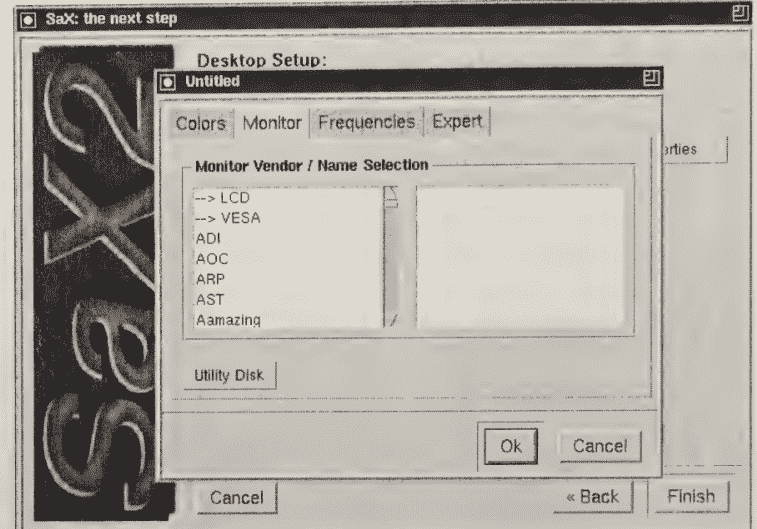 SaX: the next step
Desktop Setup:
Untitled
Colors Monitor Frequencies Expert
erties
Monitor Vendor / Name Selection
--> LCD
--> VESA
ADI
AOC
ARP
AST
Aamazing
Utility Disk
Ok Cancel
Cancel « Back Finish
SaX2